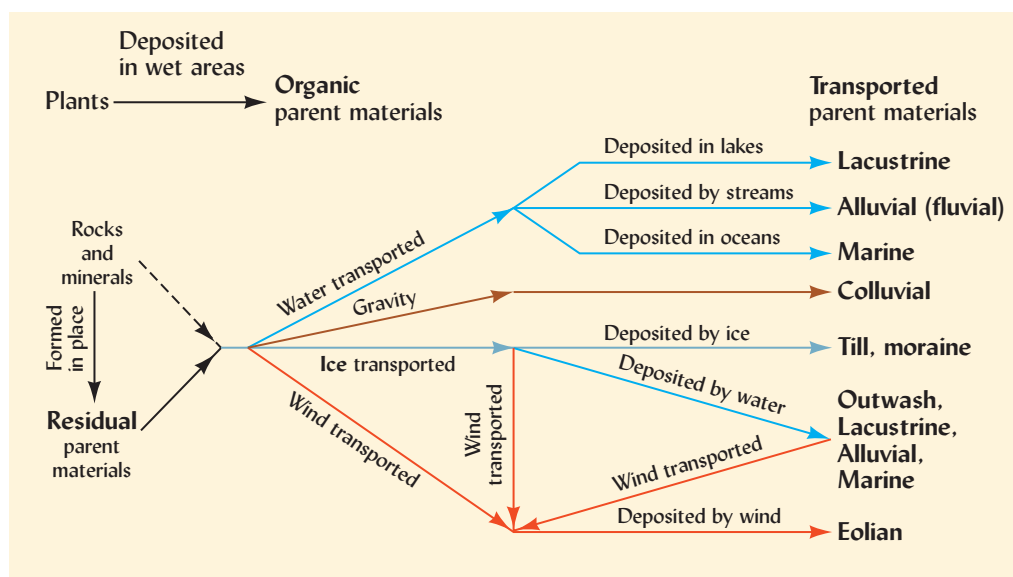 Deposited
in wet areas
Plants
Organic
parent materials
Transported
parent materials
Deposited in lakes
Lacustrine
Deposited by streams
Alluvial (fluvial)
Deposited in oceans
Marine
Rocks
and
minerals
Water transported
Gravity
Colluvial
Formed
in place
Ice transported
Deposited by ice
Till, moraine
Deposited by water
Residual
parent
materials
Wind transported
Wind
transported
Outwash,
Lacustrine,
Alluvial,
Marine
Wind transported
Deposited by wind
Eolian